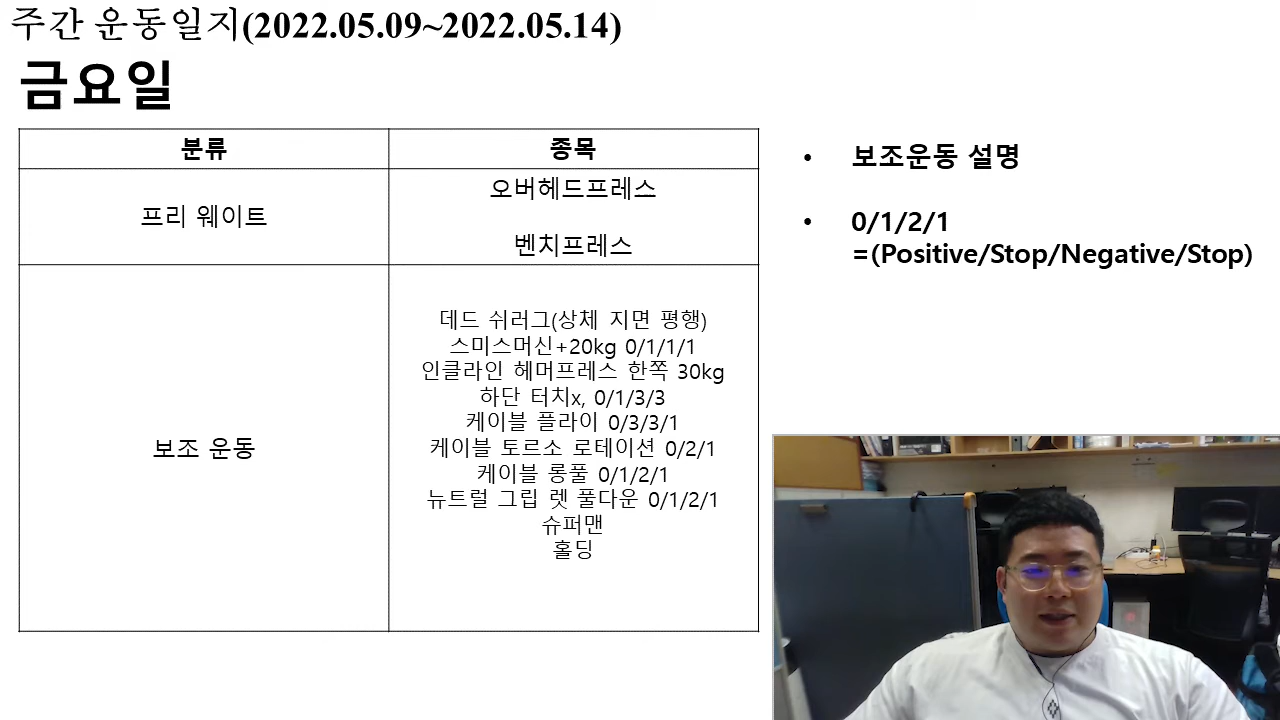 주간 운동일지(2022.05.09~2022.05.14)
금요일
분류 종목
프리 웨이트
오버헤드프레스
벤치프레스
보조 운동
데드 쉬러그(상체 지면 평행)
스미스머신+20kg 0/1/1/1
인클라인 헤머프레스 한쪽 30kg
하단 터치x, 0/1/3/3
케이블 플라이 0/3/3/1
케이블 토르소 로테이션 0/2/1
케이블 롱풀 0/1/2/1
뉴트럴 그립 렛 풀다운 0/1/2/1
슈퍼맨
홀딩
• 보조운동 설명
• 0/1/2/1
=(Positive/Stop/Negative/Stop)